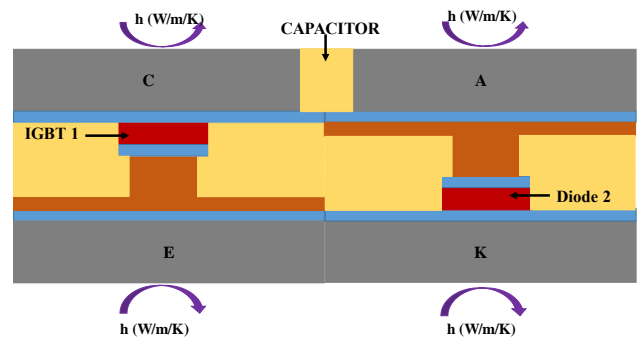 h (W/m/K)
h (W/m/K)
CAPACITOR
C
A
IGBT 1
Diode 2
E
K
h (W/m/K)
h (W/m/K)